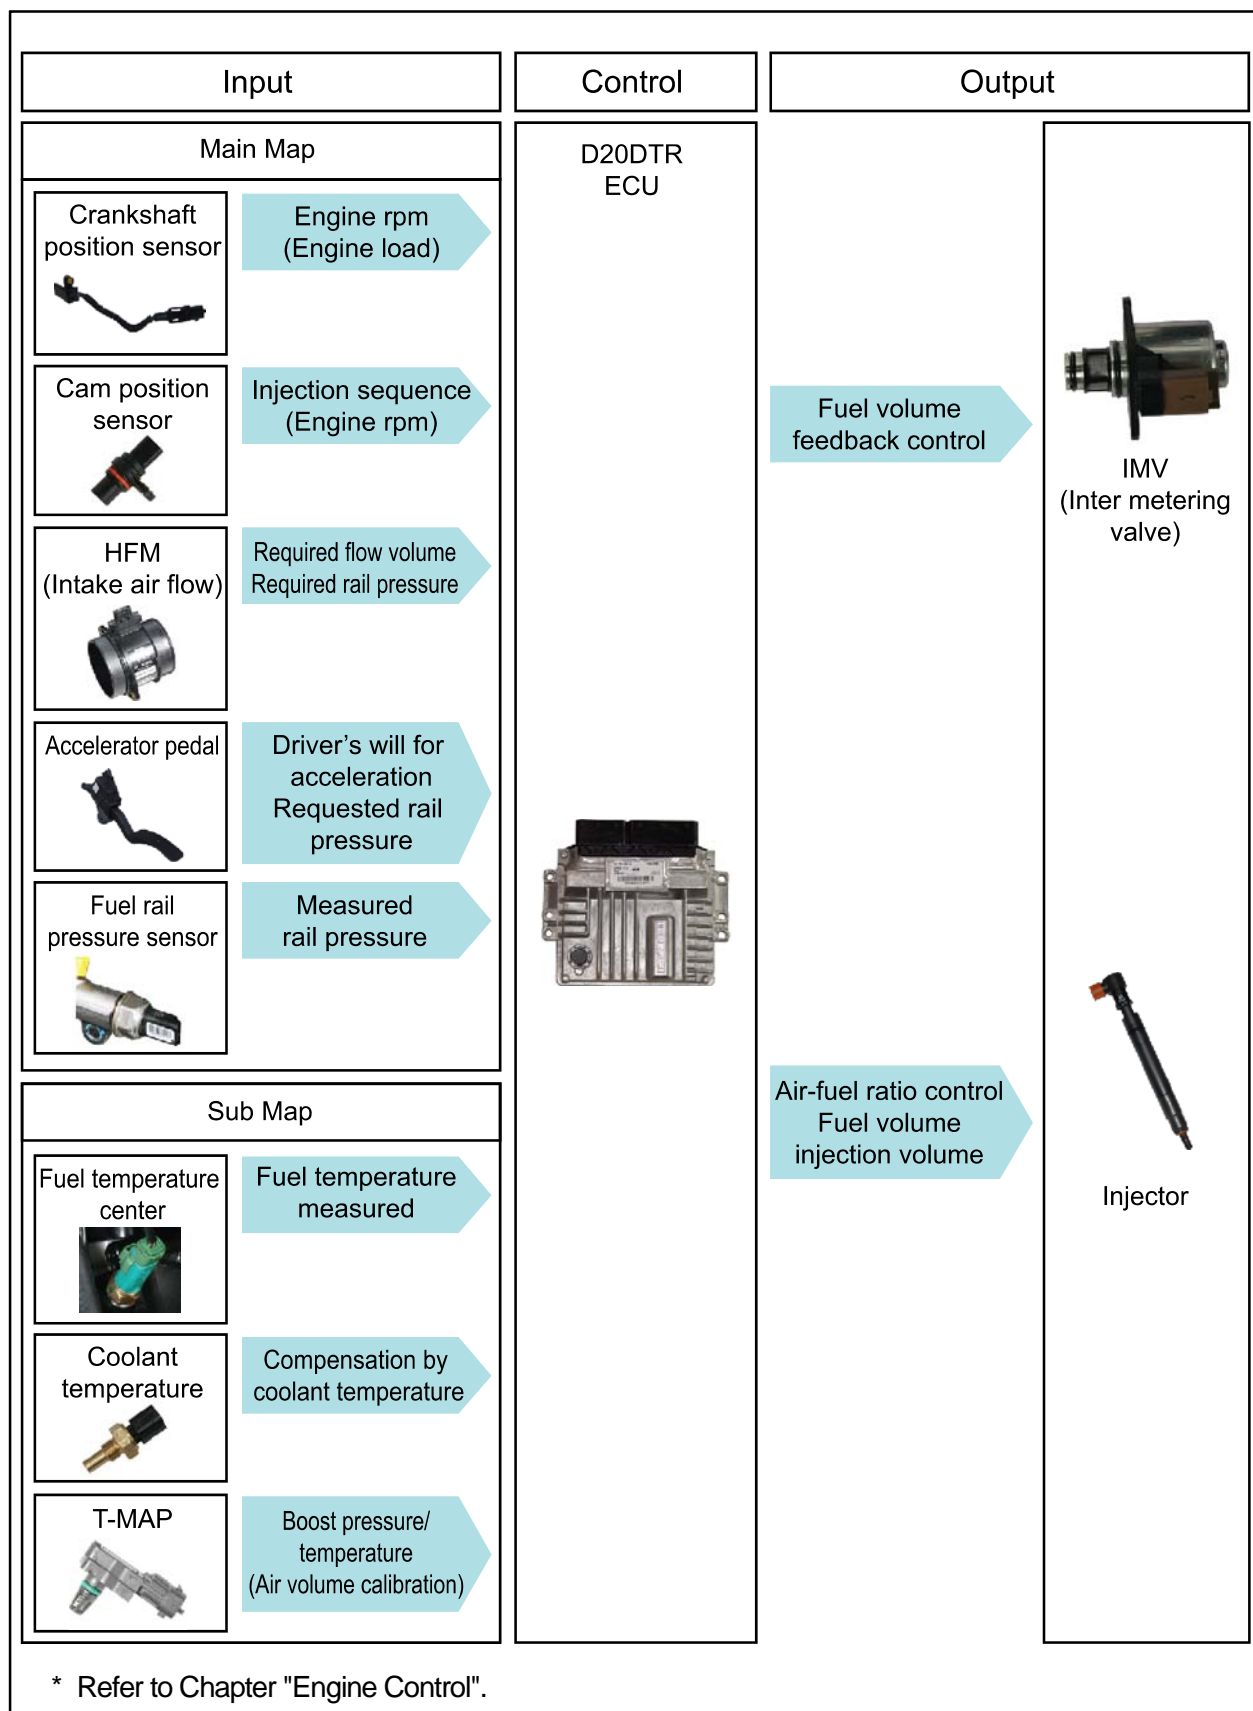 Input
Control
Output
Main Map
Crankshaft
position sensor
Engine rpm
(Engine load)
Cam position
sensor
Injection sequence
(Engine rpm)
HFM
(Intake air flow)
Required flow volume
Required rail pressure
Accelerator pedal
Driver's will for
acceleration
Requested rail
pressure
Fuel rail
pressure sensor
Measured
rail pressure
Sub Map
Fuel temperature
center
Fuel temperature
measured
Coolant
temperature
Compensation by
coolant temperature
T-MAP
Boost pressure/
temperature
(Air volume calibration)
D20DTR
ECU
Fuel volume
feedback control
IMV
(Inter metering
valve)
Air-fuel ratio control
Fuel volume
injection volume
Injector
* Refer to Chapter "Engine Control".